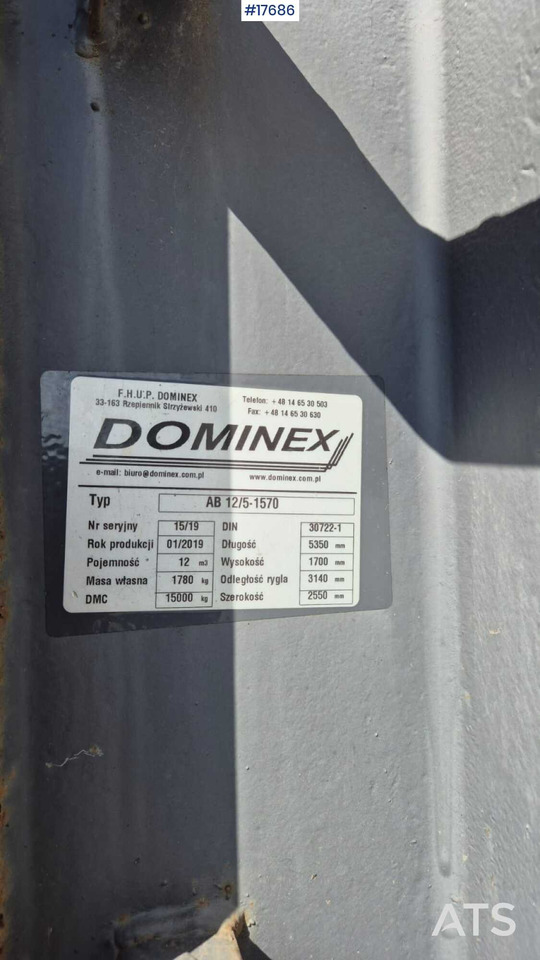 #17686
F.H.U.P. DOMINEX
33-163 Rzepiennik Strzyżewski 410
Telefon: +48 14 65 30 503
Fax: +48 14 65 30 630
DOMINEX
e-mail: biuro@dominex.com.pl www.dominex.com.pl
Typ AB 12/5-1570
Nr seryjny 15/19 DIN 30722-1
Rok produkcji 01/2019 Długość 5350 mm
Pojemność 12 m3 Wysokość 1700 mm
Masa własna 1780 kg Odległość rygla 3140 mm
DMC 15000 kg Szerokość 2550 mm
ATS